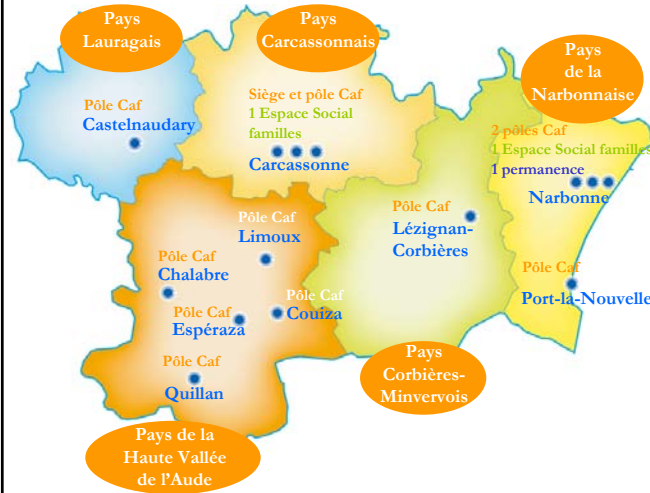 Pays
Lauragais
Pays
Carcassonnais
Pays
de la
Narbonnaise
Pôle Caf
Castelnaudary
Siège et pôle Caf
1 Espace Social
familles
Carcassonne
2 pôles Caf
1 Espace Social familles
1 permanence
Narbonne
Pôle Caf
Lézignan-
Corbières
Pôle Caf
Limoux
Pôle Caf
Chalabre
Pôle Caf
Port-la-Nouvelle
Pôle Caf
Couiza
Pôle Caf
Espéraza
Pôle Caf
Quillan
Pays
Corbières-
Minvervois
Pays de la
Haute Vallée
de l'Aude